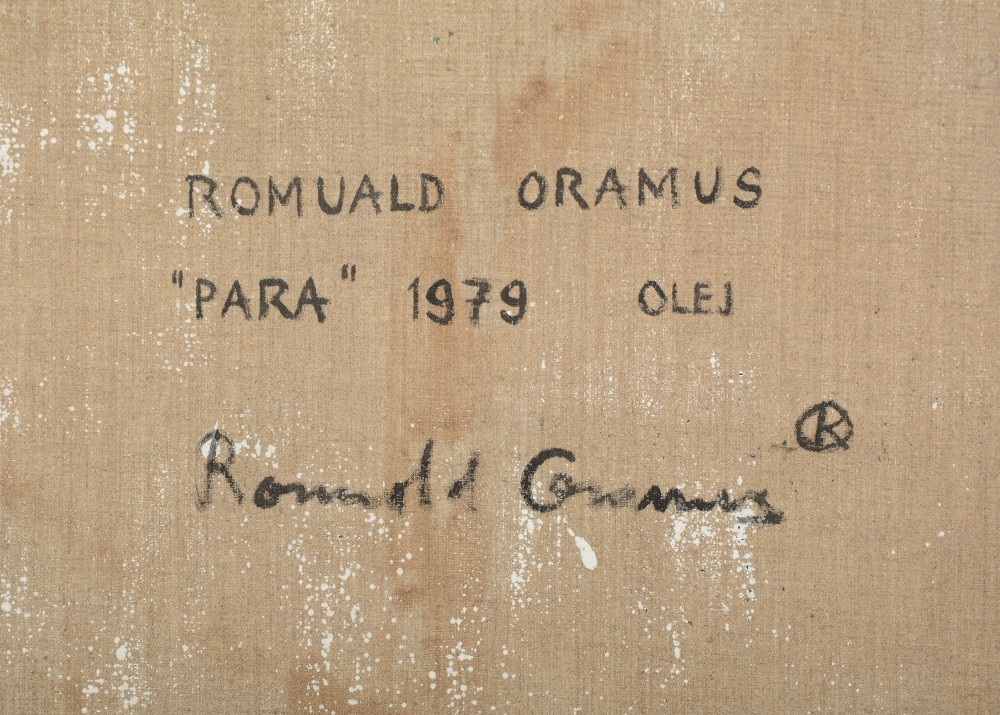 ROMUALD ORAMUS
"PARA" 1979 OLEJ
Romuald Oramus ®